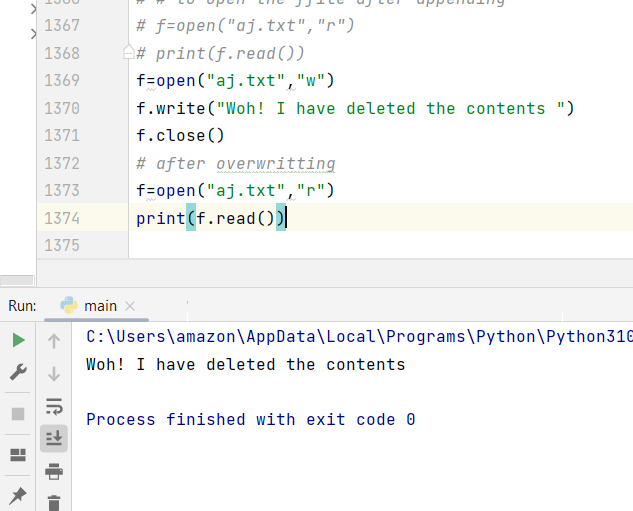 1366 # # to open the jfile after appending
1367 # f=open("aj.txt","r")
1368 # print(f.read())
1369 f=open("aj.txt","w")
1370 f.write("Woh! I have deleted the contents ")
1371 f.close()
1372 # after overwritting
1373 f=open("aj.txt","r")
1374 print(f.read())
1375
Run: main
C:\Users\amazon\AppData\Local\Programs\Python\Python310
Woh! I have deleted the contents
Process finished with exit code 0